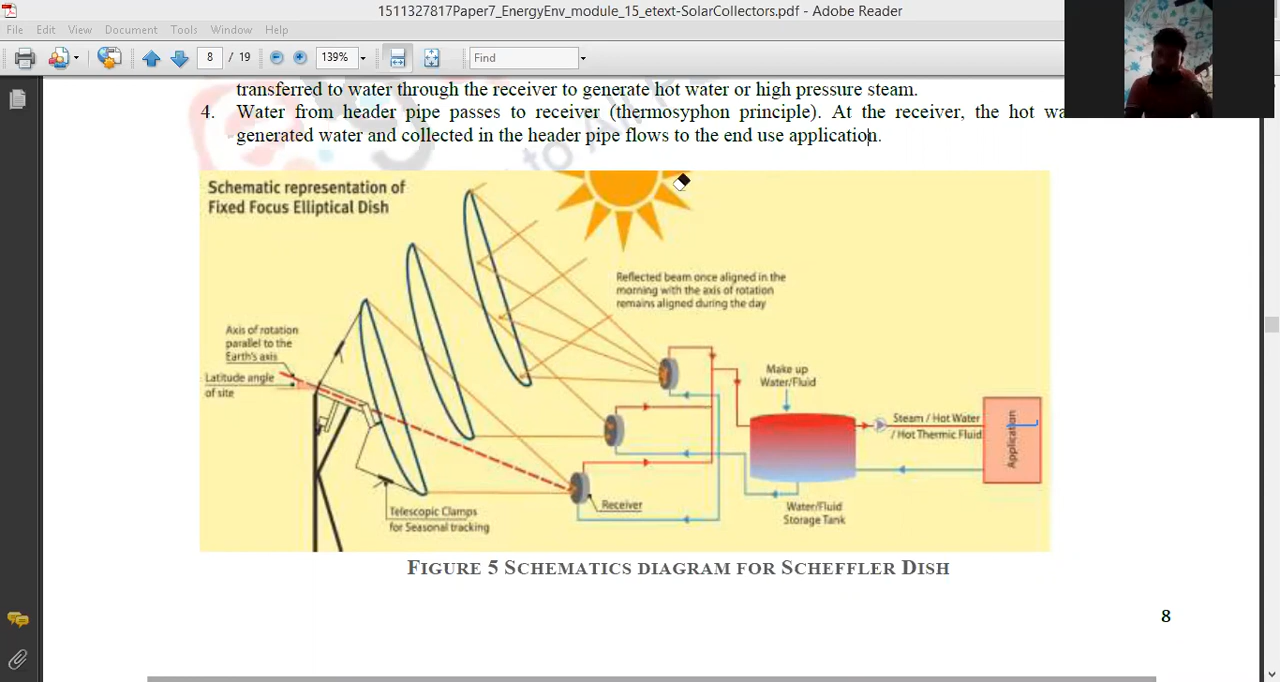 1511327817Paper7_EnergyEnv_module_15_etext-SolarCollectors.pdf - Adobe Reader
File Edit View Document Tools Window Help
8 / 19 139% Find
transferred to water through the receiver to generate hot water or high pressure steam.
4. Water from header pipe passes to receiver (thermosyphon principle). At the receiver, the hot
generated water and collected in the header pipe flows to the end use application.
Schematic representation of
Fixed Focus Elliptical Dish
Reflected beam once aligned in the
morning with the axis of rotation
remains aligned during the day
Axis of rotation
parallel to the
Earth's axis
Latitude angle
of site
Make up
Water/Fluid
Steam / Hot Water
/ Hot Thermic Fluid
Application
Receiver
Telescopic Clamps
for Seasonal tracking
Water/Fluid
Storage Tank
FIGURE 5 SCHEMATICS DIAGRAM FOR SCHEFFLER DISH
8